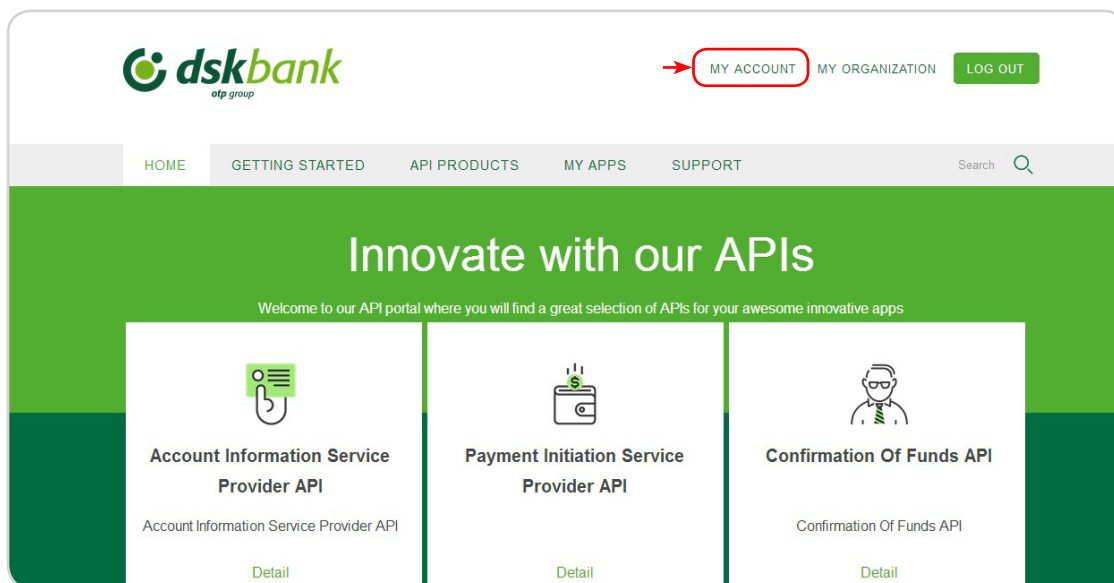 dskbank
otp group
MY ACCOUNT MY ORGANIZATION LOG OUT
HOME GETTING STARTED API PRODUCTS MY APPS SUPPORT Search
Innovate with our APIs
Welcome to our API portal where you will find a great selection of APIs for your awesome innovative apps
$
Account Information Service
Provider API
Account Information Service Provider API
Detail
Payment Initiation Service
Provider API
Detail
Confirmation Of Funds API
Confirmation Of Funds API
Detail